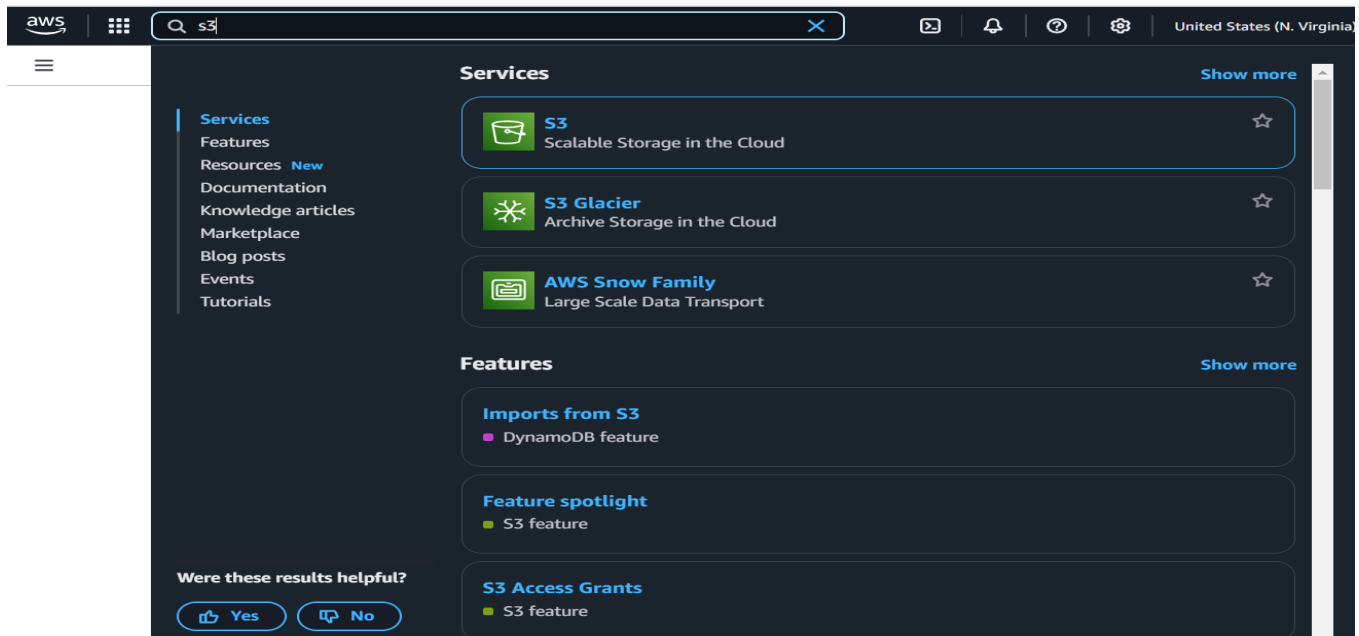 aws
s3
United States (N. Virginia)
Services
Features
Resources New
Documentation
Knowledge articles
Marketplace
Blog posts
Events
Tutorials
Were these results helpful?
Yes
No
Services
Show more
S3
Scalable Storage in the Cloud
S3 Glacier
Archive Storage in the Cloud
AWS Snow Family
Large Scale Data Transport
Features
Show more
Imports from S3
DynamoDB feature
Feature spotlight
S3 feature
S3 Access Grants
S3 feature